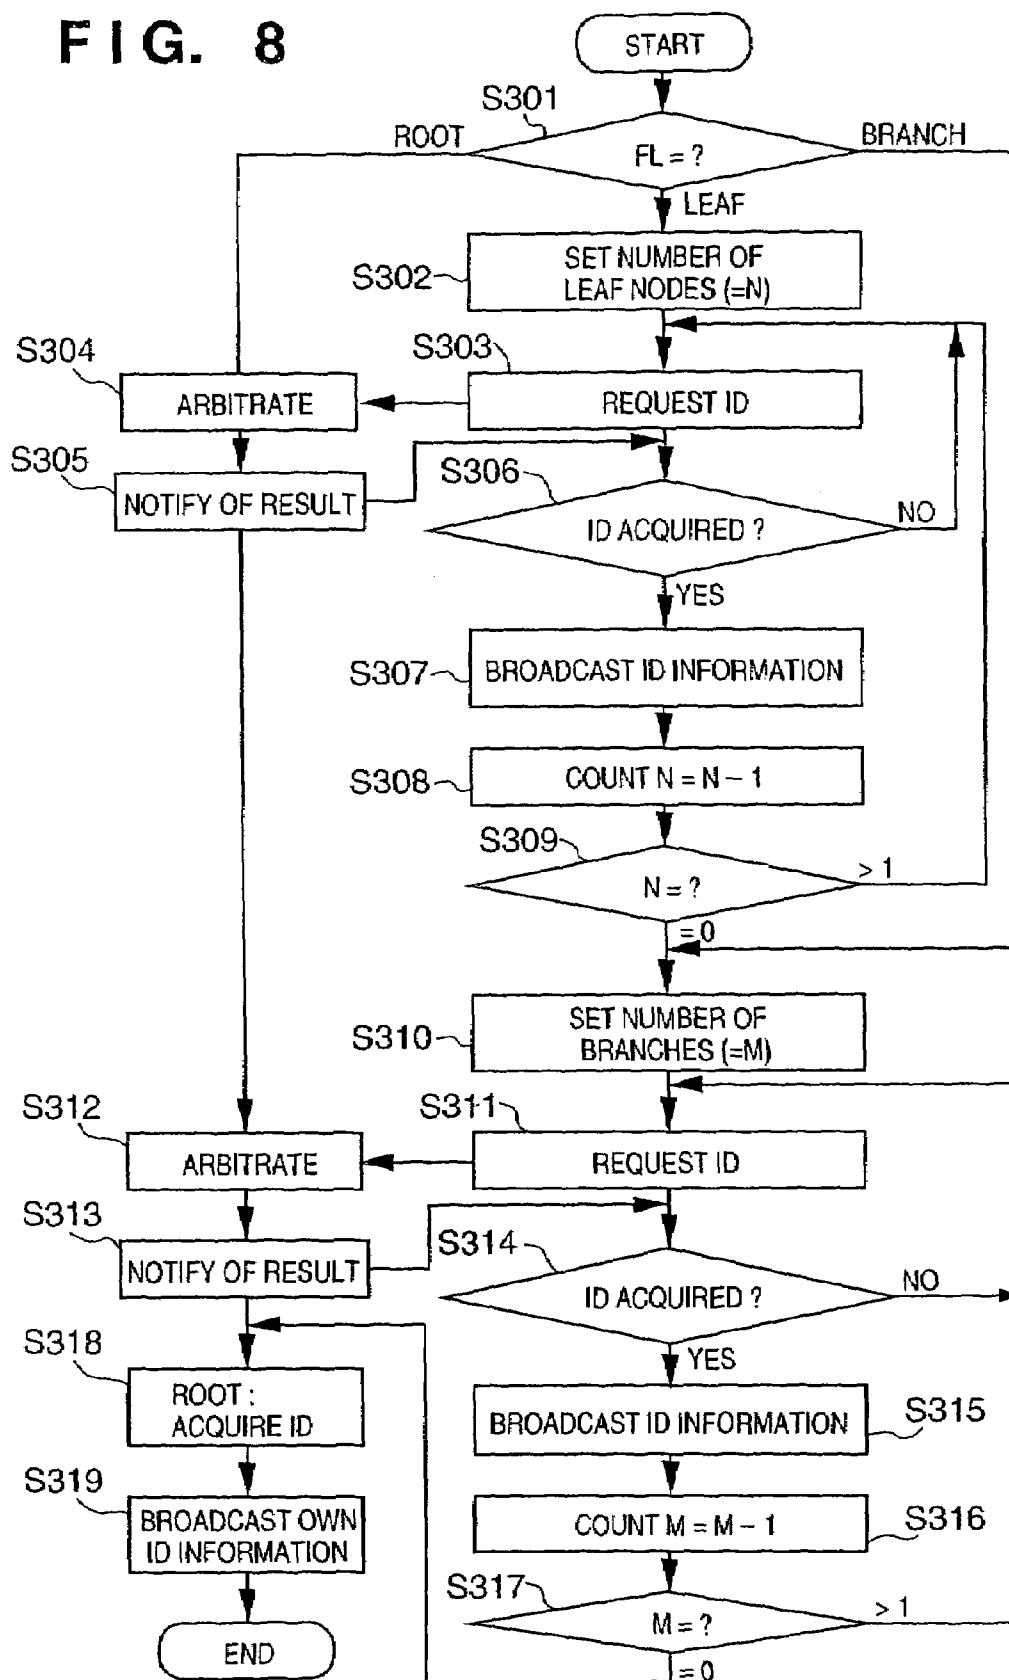 FIG. 8
START
S301
ROOT
FL = ?
BRANCH
LEAF
S302
SET NUMBER OF
LEAF NODES (=N)
S304
S303
ARBITRATE
REQUEST ID
S305
NOTIFY OF RESULT
S306
ID ACQUIRED ?
NO
YES
S307
BROADCAST ID INFORMATION
S308
COUNT N = N – 1
S309
N = ?
> 1
= 0
S310
SET NUMBER OF
BRANCHES (=M)
S312
S311
ARBITRATE
REQUEST ID
S313
NOTIFY OF RESULT
S314
ID ACQUIRED ?
NO
YES
S318
ROOT :
ACQUIRE ID
BROADCAST ID INFORMATION
S315
S319
BROADCAST OWN
ID INFORMATION
COUNT M = M – 1
S316
S317
M = ?
> 1
END
= 0